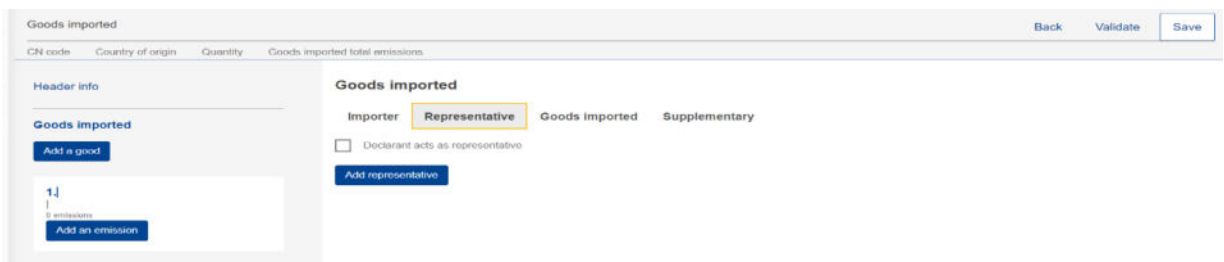 Goods imported
Back Validate Save
CN code Country of origin Quantity Goods imported total emissions
Header info
Goods imported
Add a good
1.|
|
0 emissions
Add an emission
Goods imported
Importer Representative Goods imported Supplementary
Declarant acts as representative
Add representative